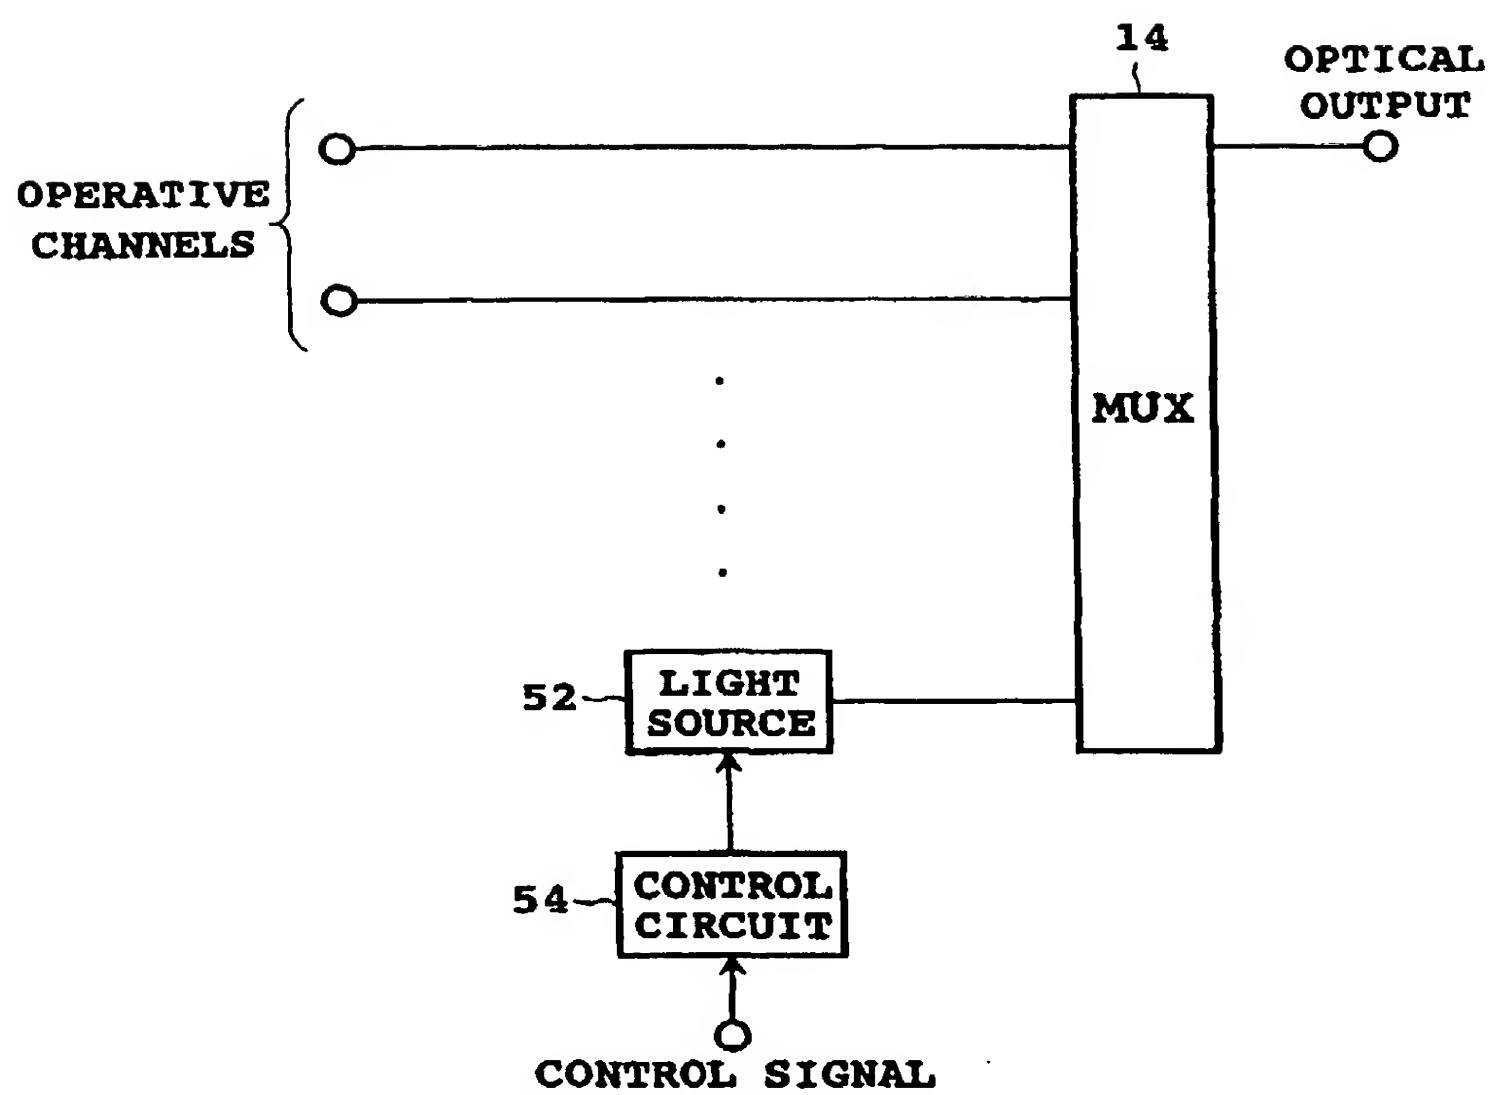 14
OPTICAL
OUTPUT
OPERATIVE
CHANNELS
MUX
52
LIGHT
SOURCE
54
CONTROL
CIRCUIT
CONTROL SIGNAL